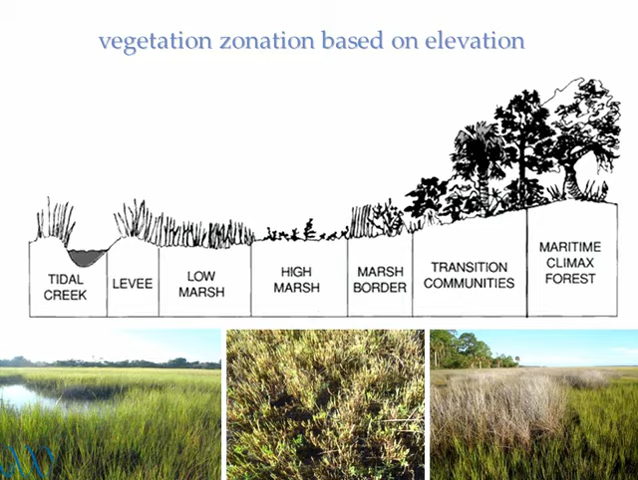 vegetation zonation based on elevation
TIDAL
CREEK
LEVEE
LOW
MARSH
HIGH
MARSH
MARSH
BORDER
TRANSITION
COMMUNITIES
MARITIME
CLIMAX
FOREST